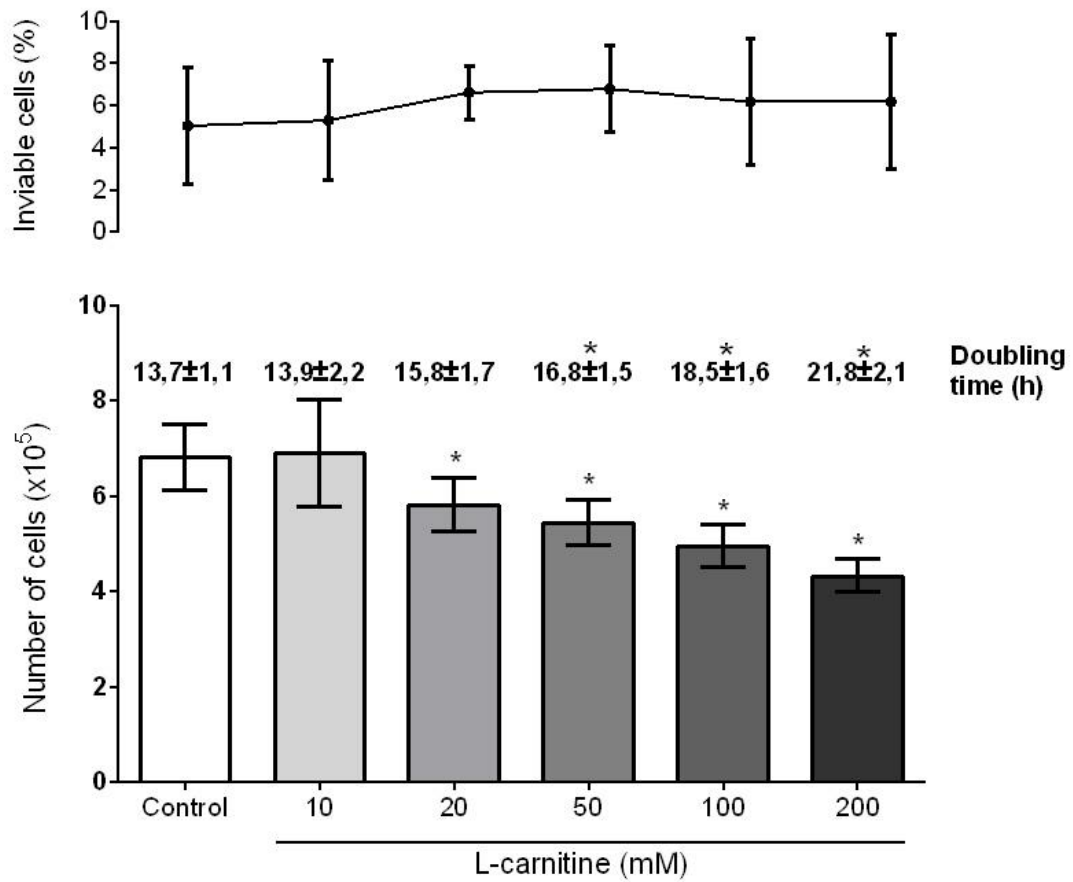 Inviable cells (%)
10
8
6
4
2
0
Number of cells (x10⁵)
10
8
6
4
2
0
* * *
13,7±1,1 13,9±2,2 15,8±1,7 16,8±1,5 18,5±1,6 21,8±2,1
Doubling
time (h)
* * * *
Control 10 20 50 100 200
L-carnitine (mM)